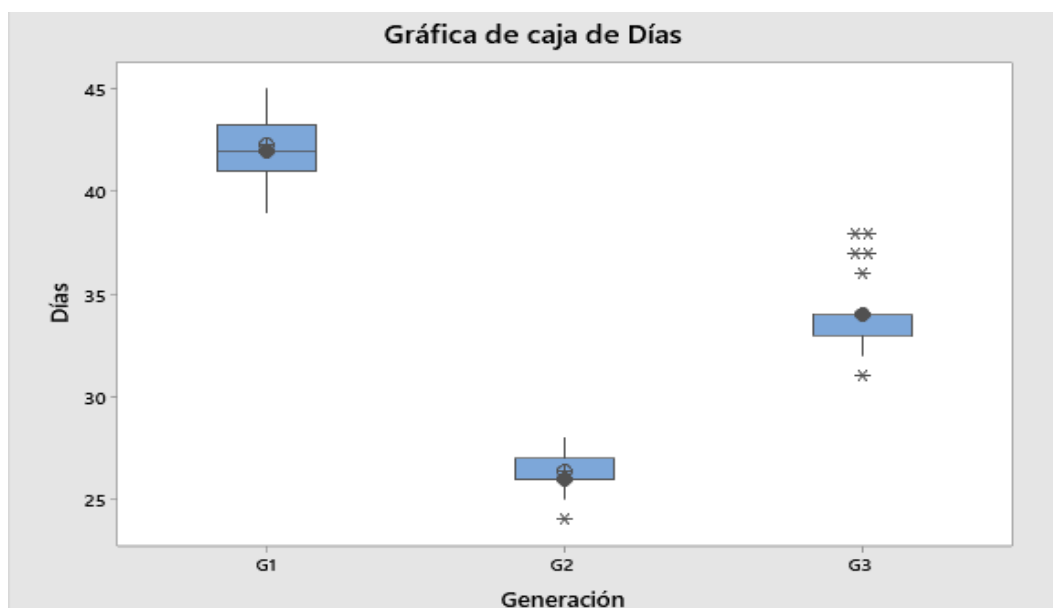 Gráfica de caja de Días
45
40
35
30
25
Días
G1 G2 G3
Generación